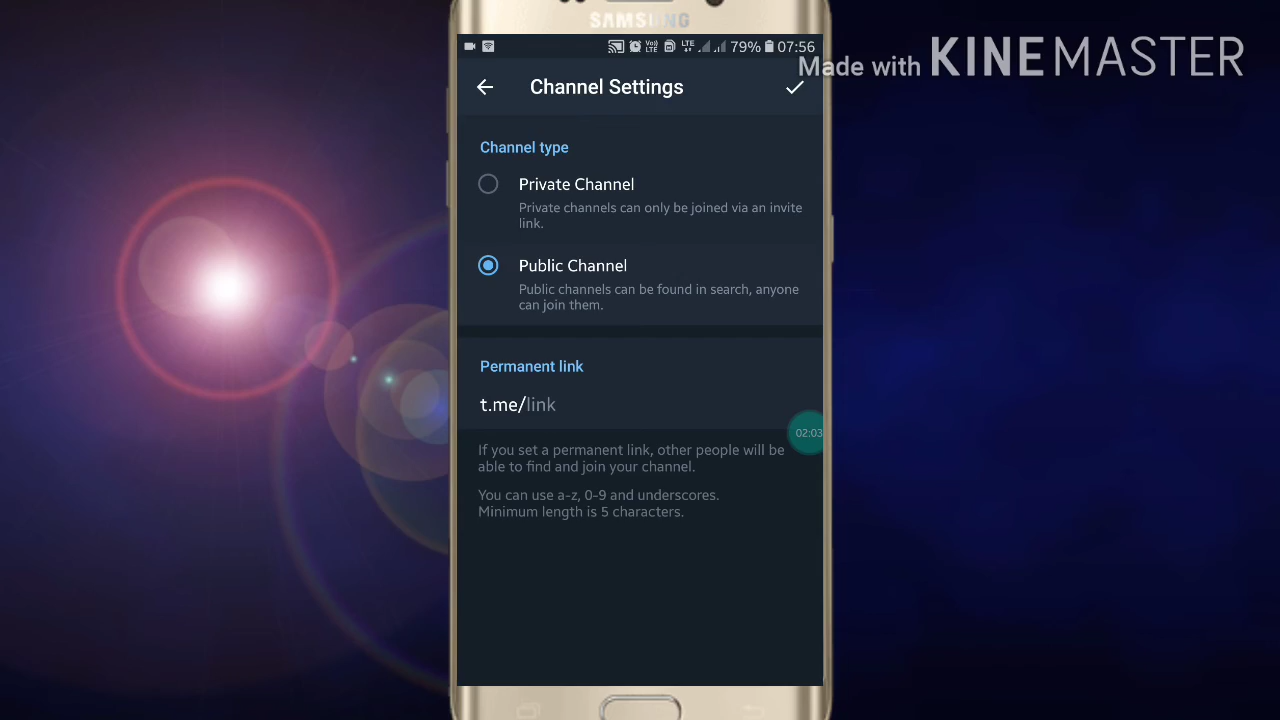 SAMSUNG
79% 07:56
Made with KINEMASTER
Channel Settings
Channel type
Private Channel
Private channels can only be joined via an invite
link.
Public Channel
Public channels can be found in search, anyone
can join them.
Permanent link
t.me/link
02:03
If you set a permanent link, other people will be
able to find and join your channel.
You can use a-z, 0-9 and underscores.
Minimum length is 5 characters.